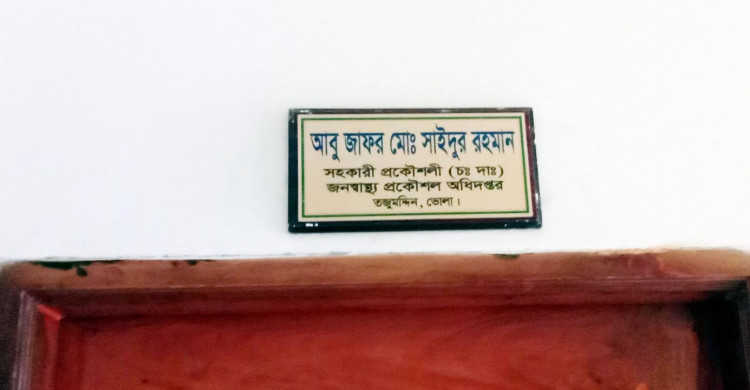 আবু জাফর মোঃ সাইদুর রহমান
সহকারী প্রকৌশলী (চঃ দাঃ)
জনস্বাস্থ্য প্রকৌশল অধিদপ্তর
তজুমদ্দিন, ভোলা।